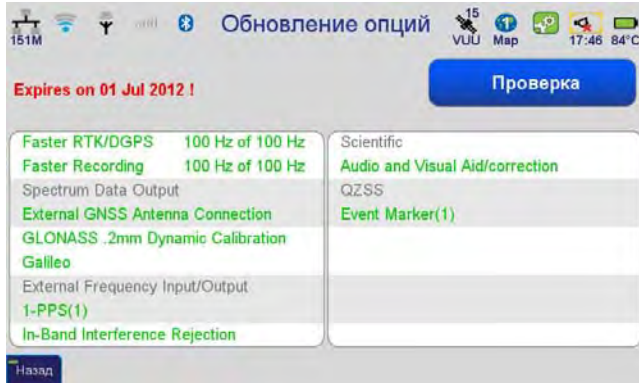 151M
Обновление опций
15
VUU
1
Map
17:46
84°C
Expires on 01 Jul 2012 !
Проверка
Faster RTK/DGPS 100 Hz of 100 Hz
Faster Recording 100 Hz of 100 Hz
Spectrum Data Output
External GNSS Antenna Connection
GLONASS .2mm Dynamic Calibration
Galileo
External Frequency Input/Output
1-PPS(1)
In-Band Interference Rejection
Scientific
Audio and Visual Aid/correction
QZSS
Event Marker(1)
Назад